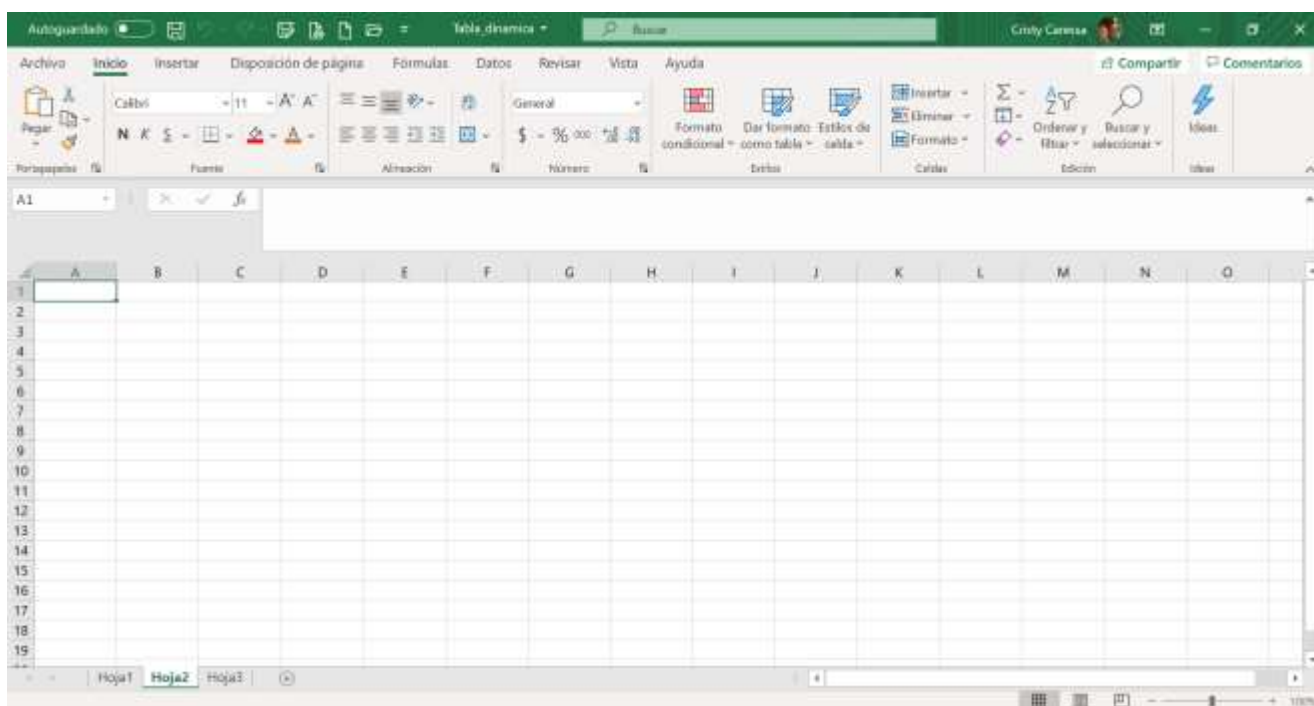 Autoguardado
Tabla_dinamica
Buscar
Archivo Inicio Insertar Disposición de página Fórmulas Datos Revisar Vista Ayuda Compartir Comentarios
Pegar
Calibri 11 A A
N K S
General
$ % 000
Formato condicional
Dar formato como tabla
Estilos de celda
Insertar
Eliminar
Formato
Ordenar y filtrar
Buscar y seleccionar
Ideas
Portapapeles Fuente Alineación Número Estilos Celdas Edición Ideas
A1 fx
A B C D E F G H I J K L M N O
1
2
3
4
5
6
7
8
9
10
11
12
13
14
15
16
17
18
19
Hoja1 Hoja2 Hoja3
100%